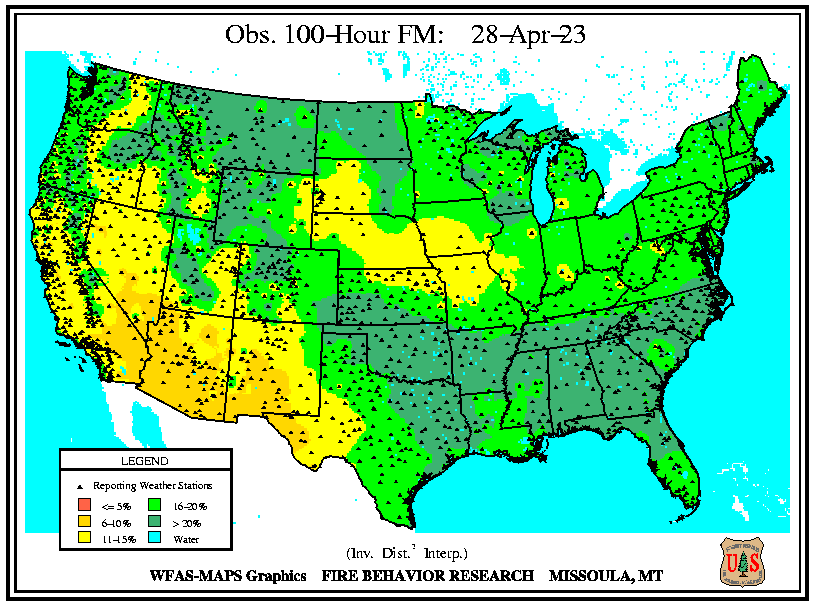 Obs. 100-Hour FM: 28-Apr-23
LEGEND
Reporting Weather Stations
<= 5% 16-20%
6-10% > 20%
11-15% Water
(Inv. Dist.² Interp.)
WFAS-MAPS Graphics FIRE BEHAVIOR RESEARCH MISSOULA, MT
U S